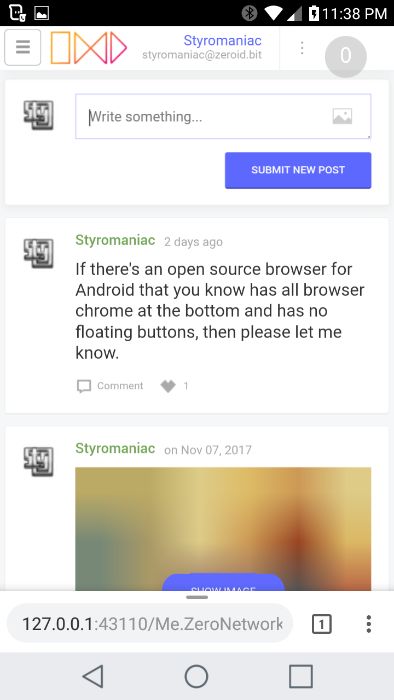 11:38 PM
Styromaniac
styromaniac@zeroid.bit
0
Write something...
SUBMIT NEW POST
Styromaniac 2 days ago
If there's an open source browser for
Android that you know has all browser
chrome at the bottom and has no
floating buttons, then please let me
know.
Comment 1
Styromaniac on Nov 07, 2017
SHOW IMAGE
127.0.0.1:43110/Me.ZeroNetwork
1